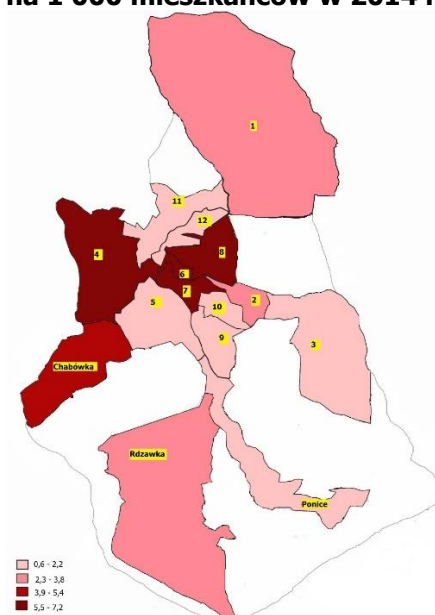 na 1 000 mieszkańców w 2014 r
1
11
12
4
8
6
7
5
10
2
9
3
Chabówka
Rdzawka
Ponice
0,6 - 2,2
2,3 - 3,8
3,9 - 5,4
5,5 - 7,2